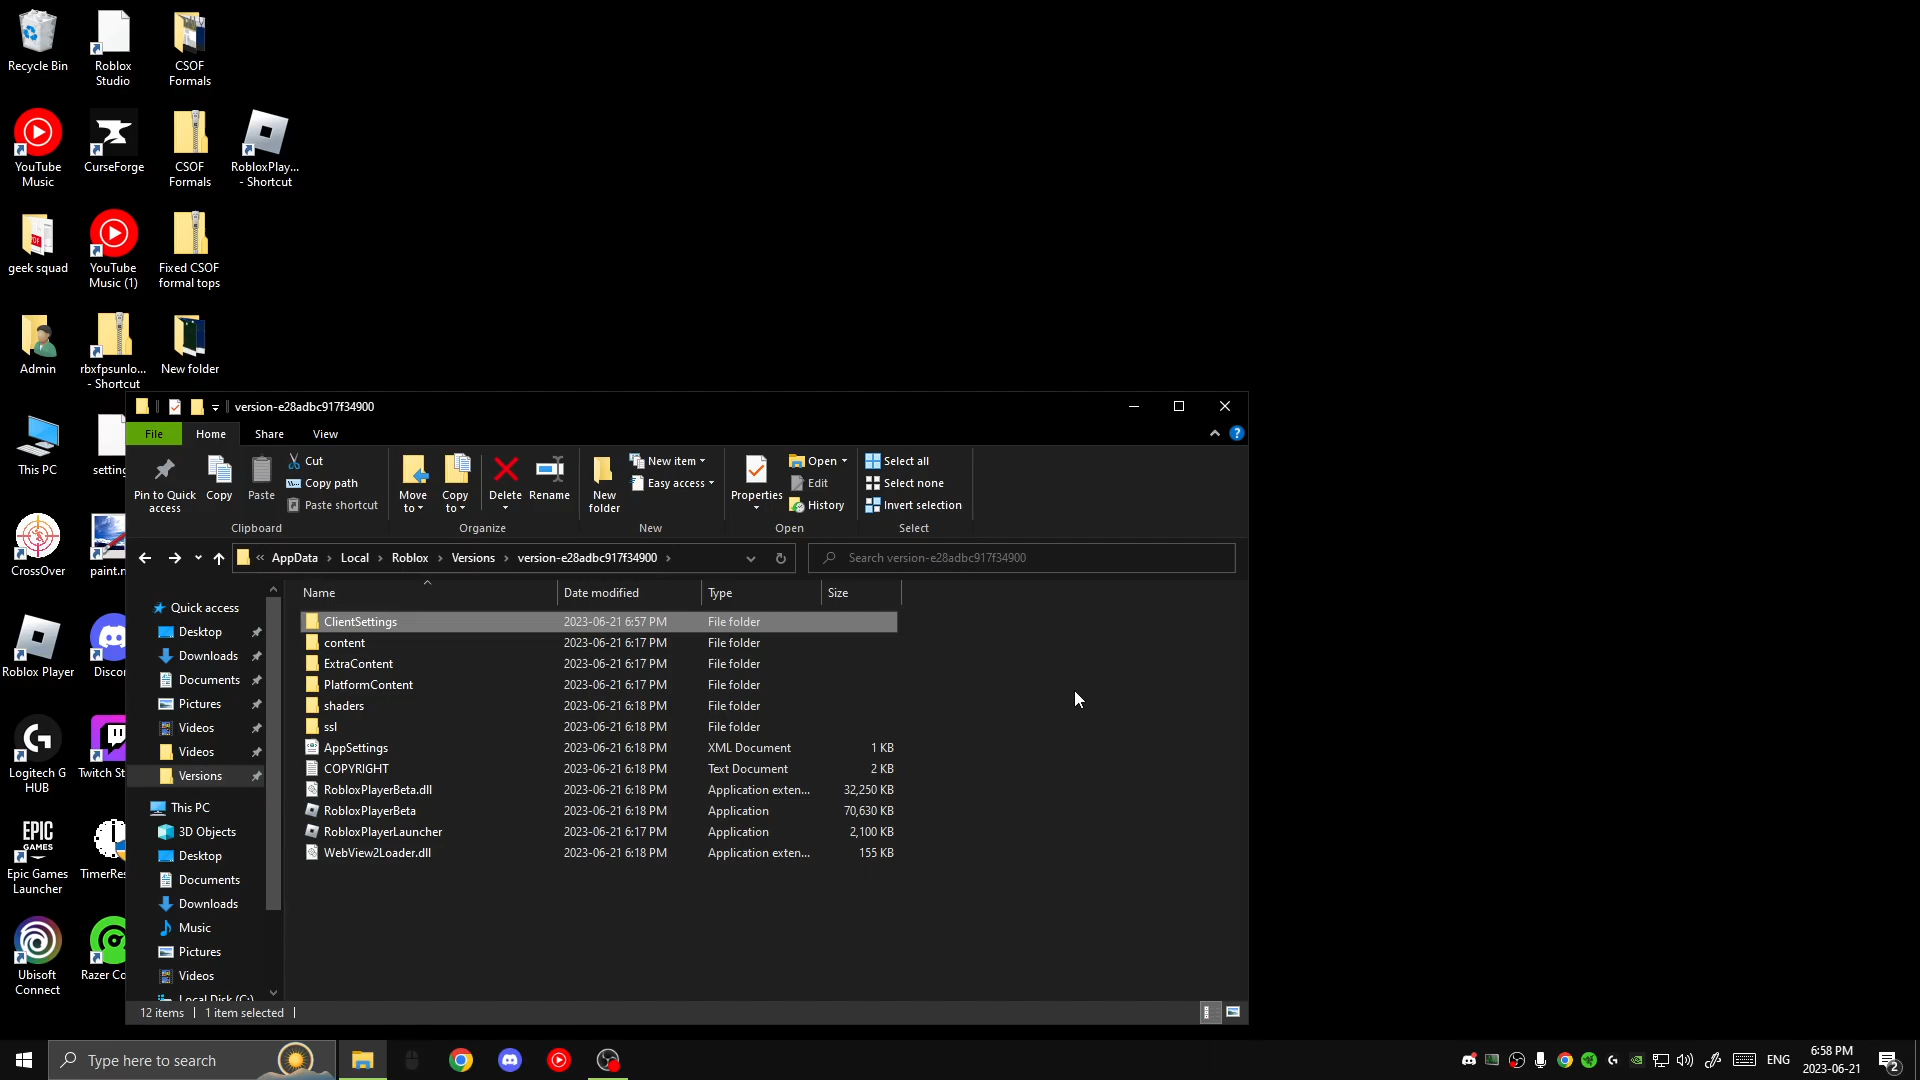 Recycle Bin
Roblox
Studio
CSOF
Formals
YouTube
Music
CurseForge
CSOF
Formals
RobloxPlay...
- Shortcut
geek squad
YouTube
Music (1)
Fixed CSOF
formal tops
Admin
rbxfpsunlo...
- Shortcut
New folder
This PC
setting
CrossOver
paint.n
Roblox Player
Discor
Logitech G
HUB
Twitch St
EPIC
GAMES
Epic Games
Launcher
TimerRes
Ubisoft
Connect
Razer Co
version-e28adbc917f34900
File
Home
Share
View
Pin to Quick
access
Copy
Paste
Cut
Copy path
Paste shortcut
Clipboard
Move
to
Copy
to
Delete
Rename
Organize
New
folder
New item
Easy access
New
Properties
Open
Edit
History
Open
Select all
Select none
Invert selection
Select
« AppData › Local › Roblox › Versions › version-e28adbc917f34900 ›
Search version-e28adbc917f34900
Quick access
Desktop
Downloads
Documents
Pictures
Videos
Videos
Versions
This PC
3D Objects
Desktop
Documents
Downloads
Music
Pictures
Videos
Local Disk (C:)
Name Date modified Type Size
ClientSettings 2023-06-21 6:57 PM File folder
content 2023-06-21 6:17 PM File folder
ExtraContent 2023-06-21 6:17 PM File folder
PlatformContent 2023-06-21 6:17 PM File folder
shaders 2023-06-21 6:18 PM File folder
ssl 2023-06-21 6:18 PM File folder
AppSettings 2023-06-21 6:18 PM XML Document 1 KB
COPYRIGHT 2023-06-21 6:18 PM Text Document 2 KB
RobloxPlayerBeta.dll 2023-06-21 6:18 PM Application exten... 32,250 KB
RobloxPlayerBeta 2023-06-21 6:18 PM Application 70,630 KB
RobloxPlayerLauncher 2023-06-21 6:17 PM Application 2,100 KB
WebView2Loader.dll 2023-06-21 6:18 PM Application exten... 155 KB
12 items
1 item selected
Type here to search
ENG
6:58 PM
2023-06-21
2